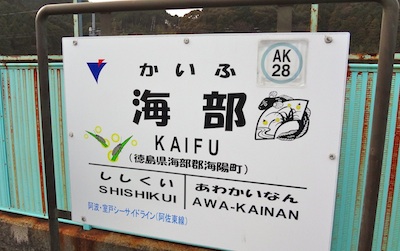 AK
28
かいふ
海部
KAIFU
(徳島県海部郡海陽町)
ししくい
SHISHIKUI
あわかいなん
AWA-KAINAN
阿波・室戸シーサイドライン(阿佐東線)